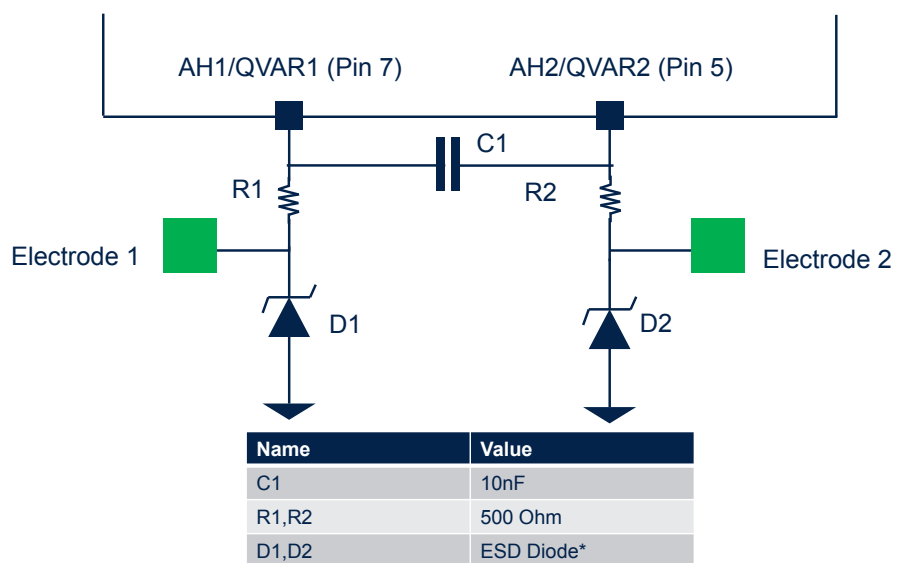 AH1/QVAR1 (Pin 7)
AH2/QVAR2 (Pin 5)
C1
R1
R2
Electrode 1
Electrode 2
D1
D2
Name Value
C1 10nF
R1,R2 500 Ohm
D1,D2 ESD Diode*